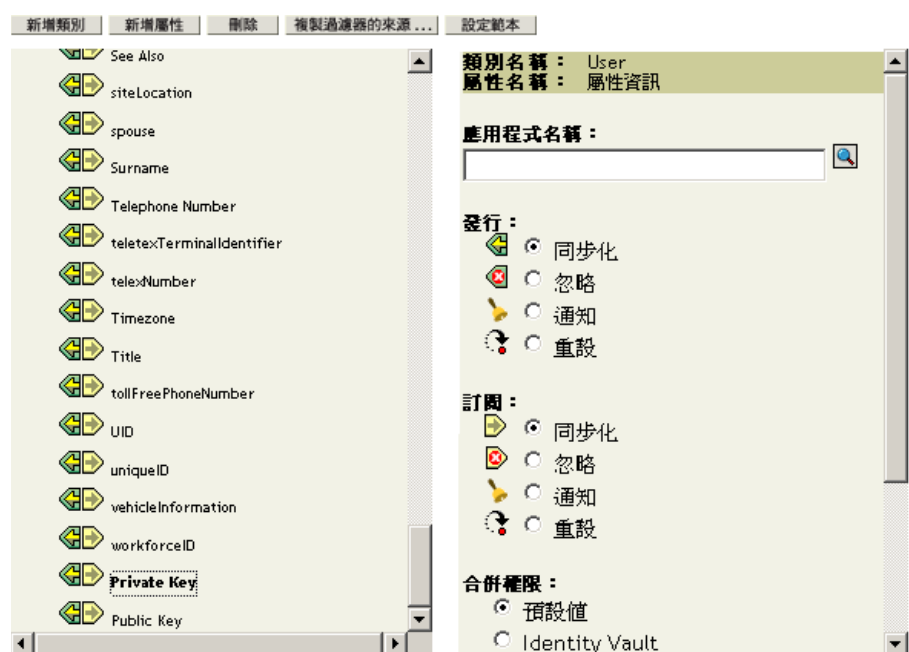 新增類別 新增屬性 刪除 複製過濾器的來源 ... 設定範本
See Also
siteLocation
spouse
Surname
Telephone Number
teletexTerminalIdentifier
telexNumber
Timezone
Title
tollFreePhoneNumber
UID
uniqueID
vehicleInformation
workforceID
Private Key
Public Key
類別名稱： User
屬性名稱： 屬性資訊
應用程式名稱：
發行：
同步化
忽略
通知
重設
訂閱：
同步化
忽略
通知
重設
合併權限：
預設值
Identity Vault